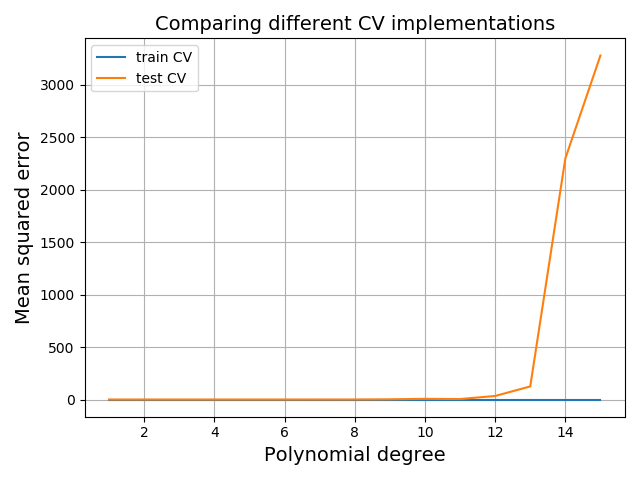 Comparing different CV implementations
train CV
test CV
3000
2500
2000
1500
1000
500
0
Mean squared error
2 4 6 8 10 12 14
Polynomial degree